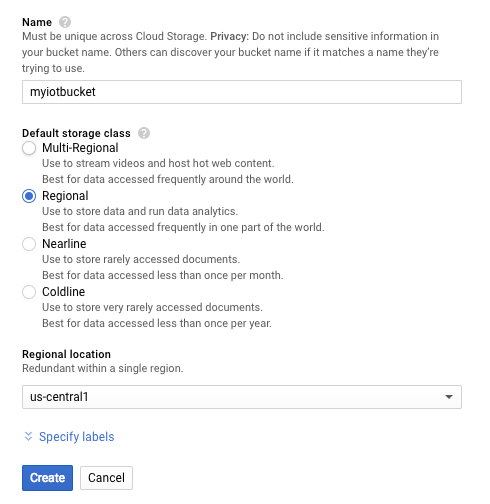 Name ?
Must be unique across Cloud Storage. Privacy: Do not include sensitive information in
your bucket name. Others can discover your bucket name if it matches a name they're
trying to use.
myiotbucket
Default storage class ?
Multi-Regional
Use to stream videos and host hot web content.
Best for data accessed frequently around the world.
Regional
Use to store data and run data analytics.
Best for data accessed frequently in one part of the world.
Nearline
Use to store rarely accessed documents.
Best for data accessed less than once per month.
Coldline
Use to store very rarely accessed documents.
Best for data accessed less than once per year.
Regional location
Redundant within a single region.
us-central1
Specify labels
Create Cancel